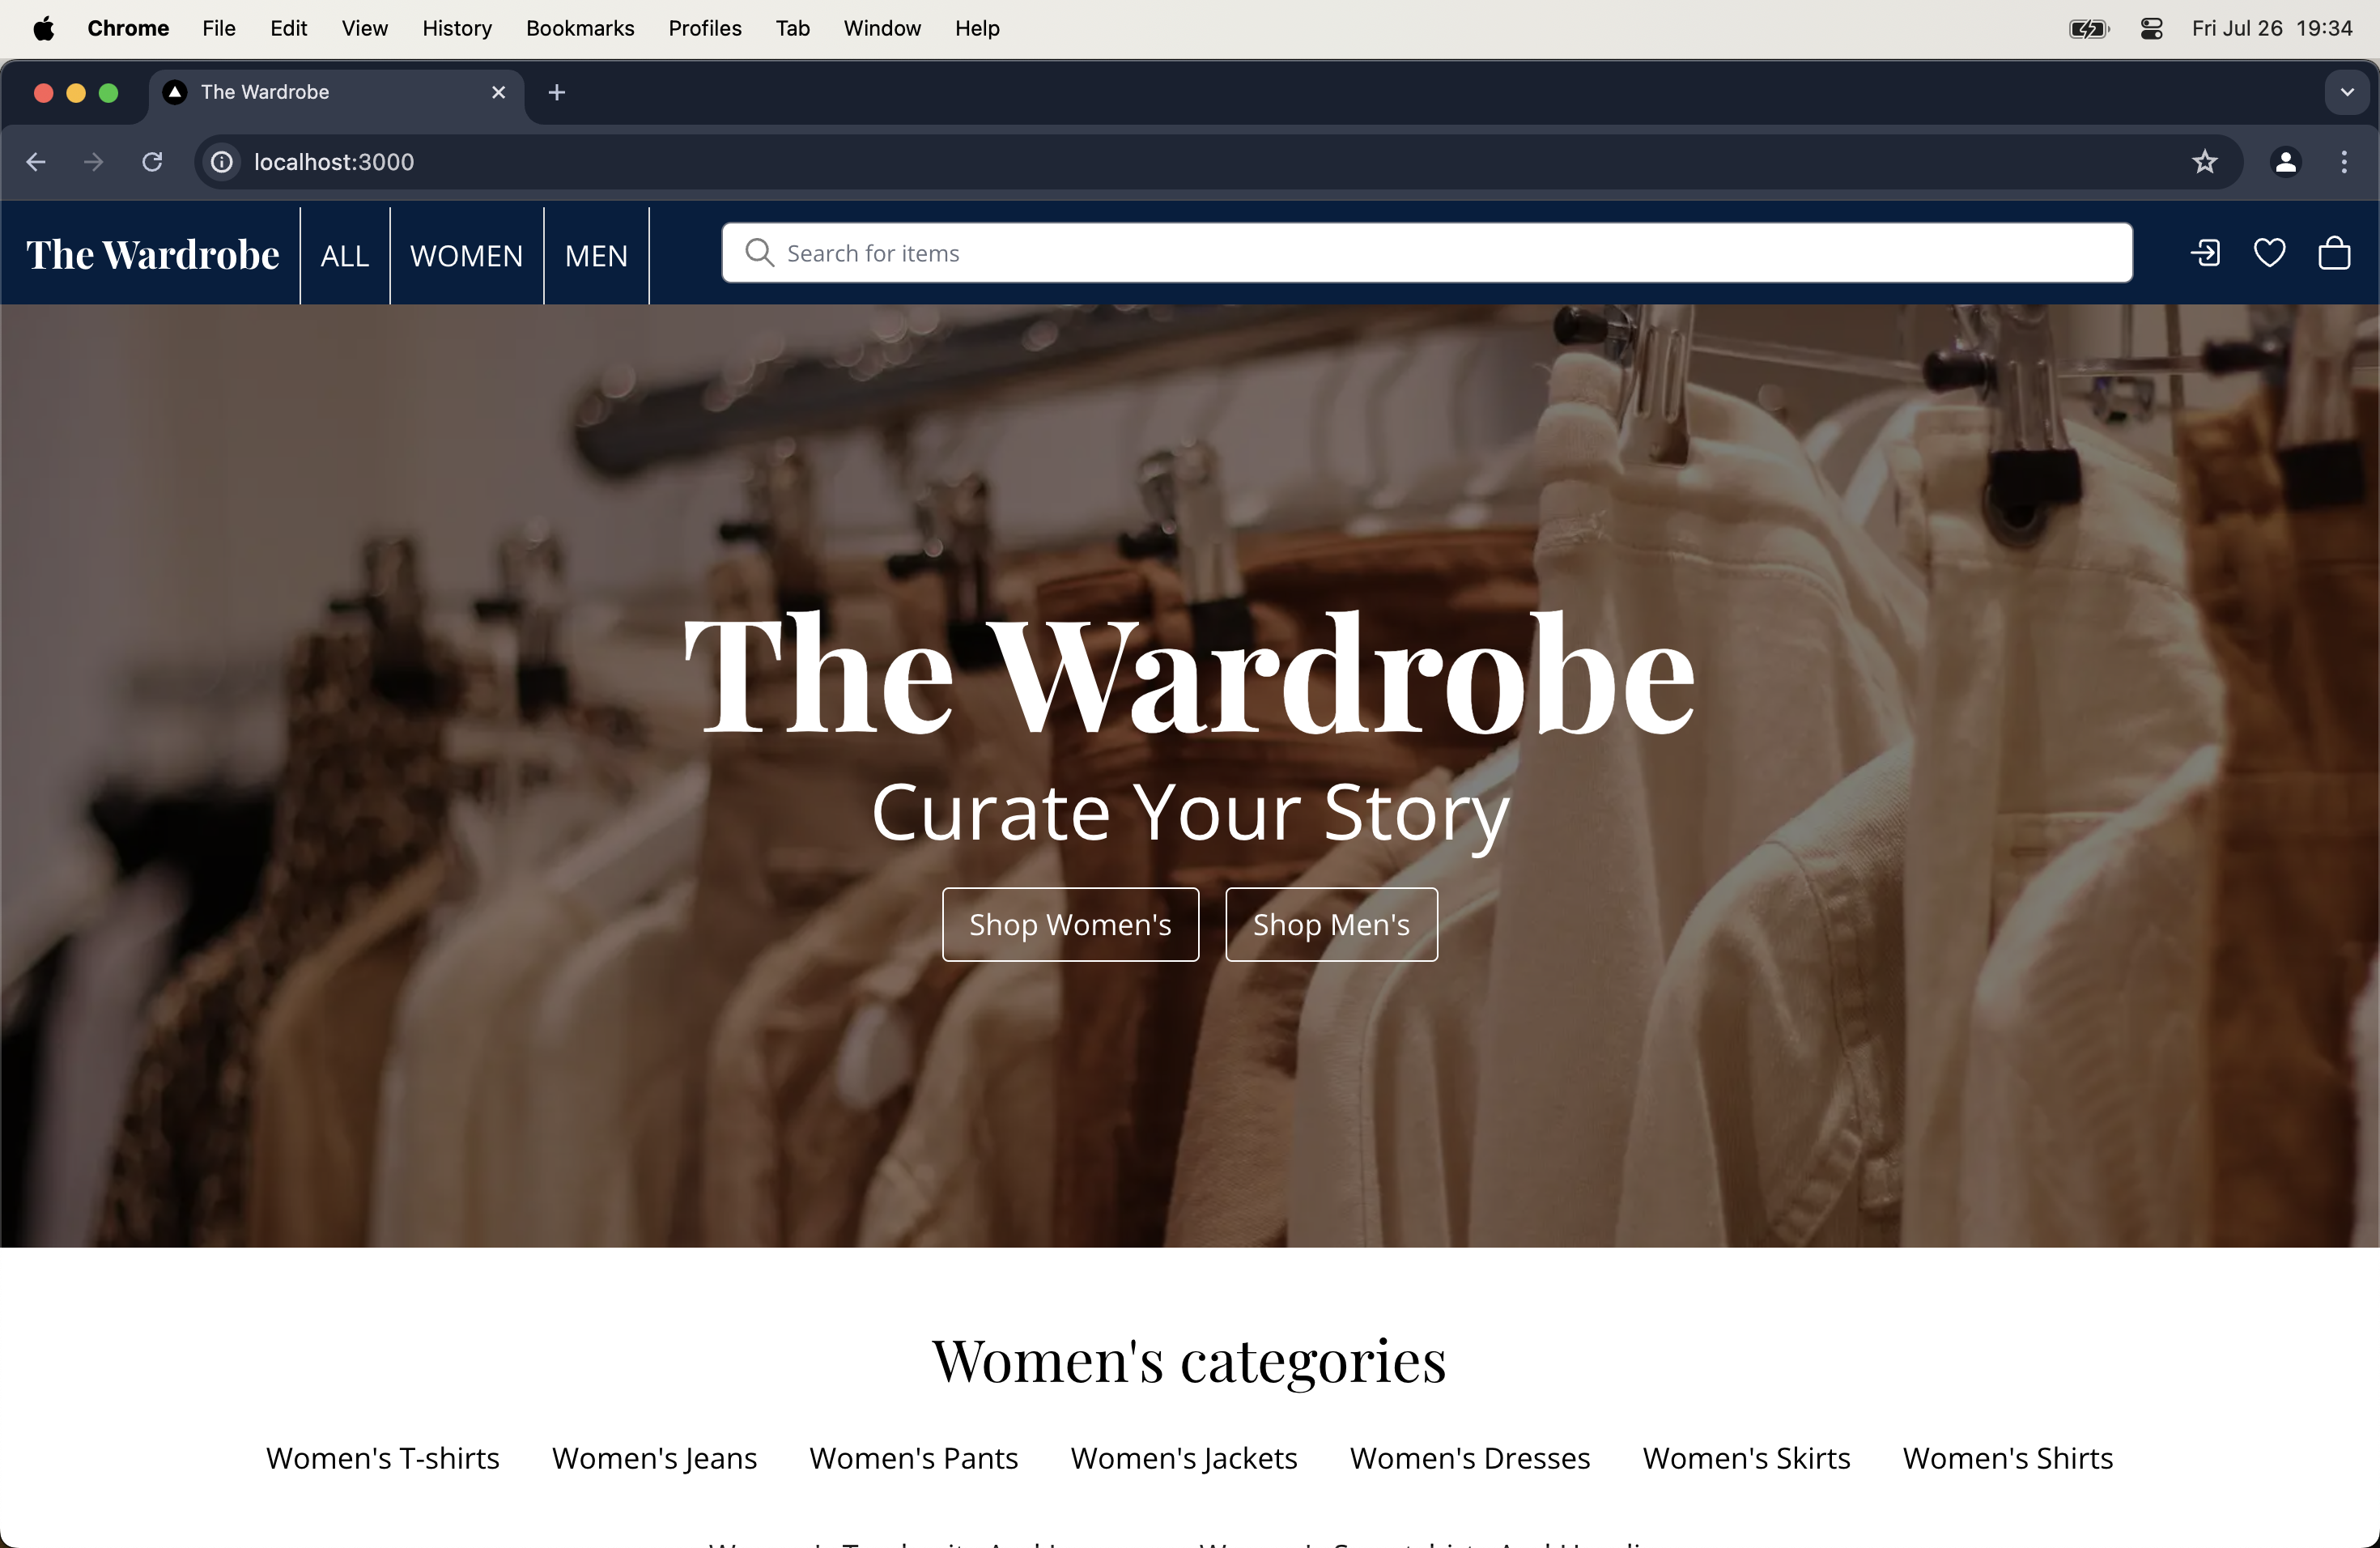 Chrome File Edit View History Bookmarks Profiles Tab Window Help Fri Jul 26 19:34
The Wardrobe
localhost:3000
The Wardrobe ALL WOMEN MEN Search for items
The Wardrobe
Curate Your Story
Shop Women's Shop Men's
Women's categories
Women's T-shirts Women's Jeans Women's Pants Women's Jackets Women's Dresses Women's Skirts Women's Shirts